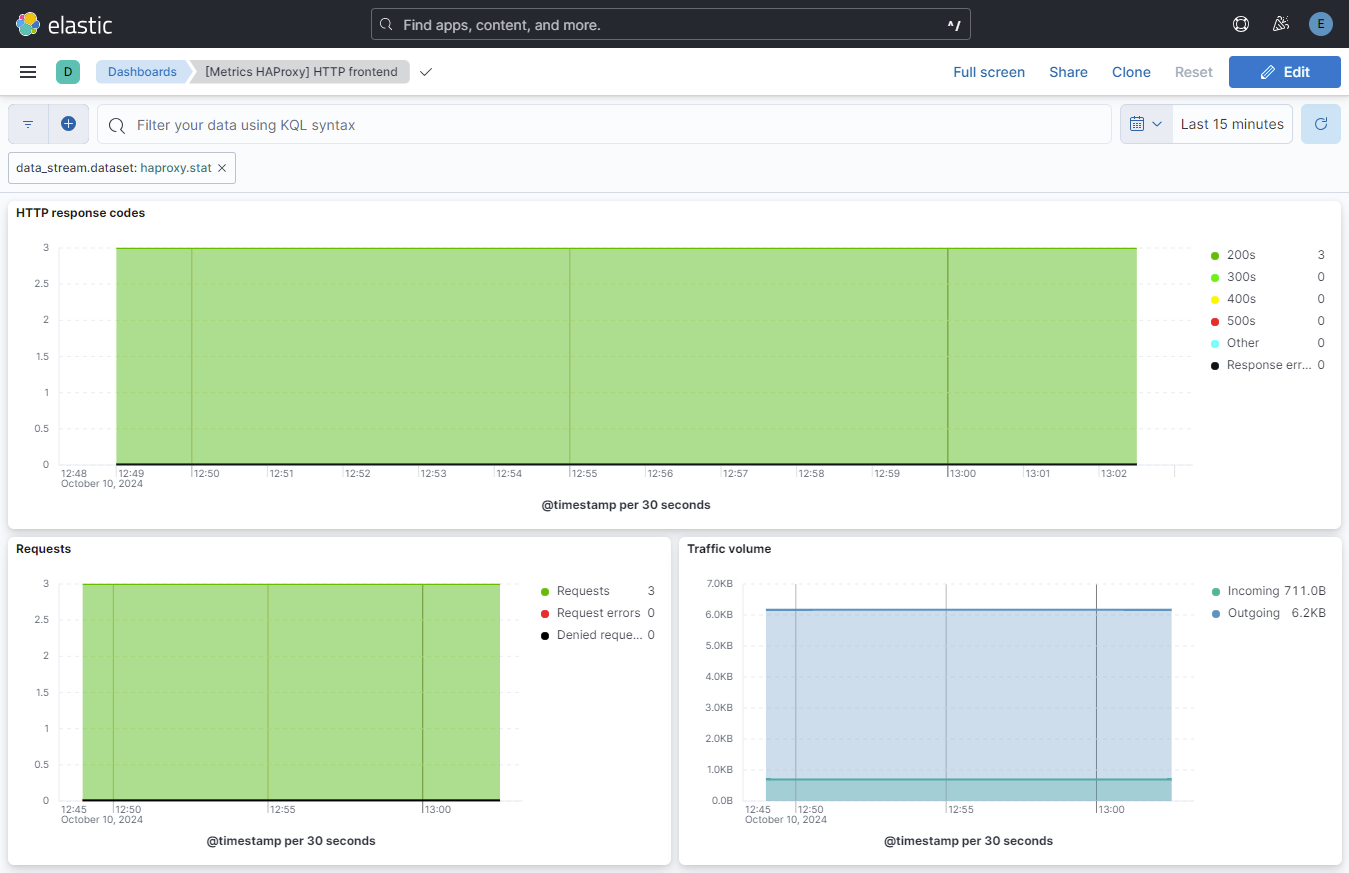 elastic
Find apps, content, and more.
^/
E
D
Dashboards
[Metrics HAProxy] HTTP frontend
Full screen
Share
Clone
Reset
Edit
Filter your data using KQL syntax
Last 15 minutes
data_stream.dataset: haproxy.stat
HTTP response codes
3
2.5
2
1.5
1
0.5
0
12:48 12:49 12:50 12:51 12:52 12:53 12:54 12:55 12:56 12:57 12:58 12:59 13:00 13:01 13:02
October 10, 2024
@timestamp per 30 seconds
200s 3
300s 0
400s 0
500s 0
Other 0
Response err... 0
Requests
3
2.5
2
1.5
1
0.5
0
12:45 12:50 12:55 13:00
October 10, 2024
@timestamp per 30 seconds
Requests 3
Request errors 0
Denied reque... 0
Traffic volume
7.0KB
6.0KB
5.0KB
4.0KB
3.0KB
2.0KB
1.0KB
0.0B
12:45 12:50 12:55 13:00
October 10, 2024
@timestamp per 30 seconds
Incoming 711.0B
Outgoing 6.2KB